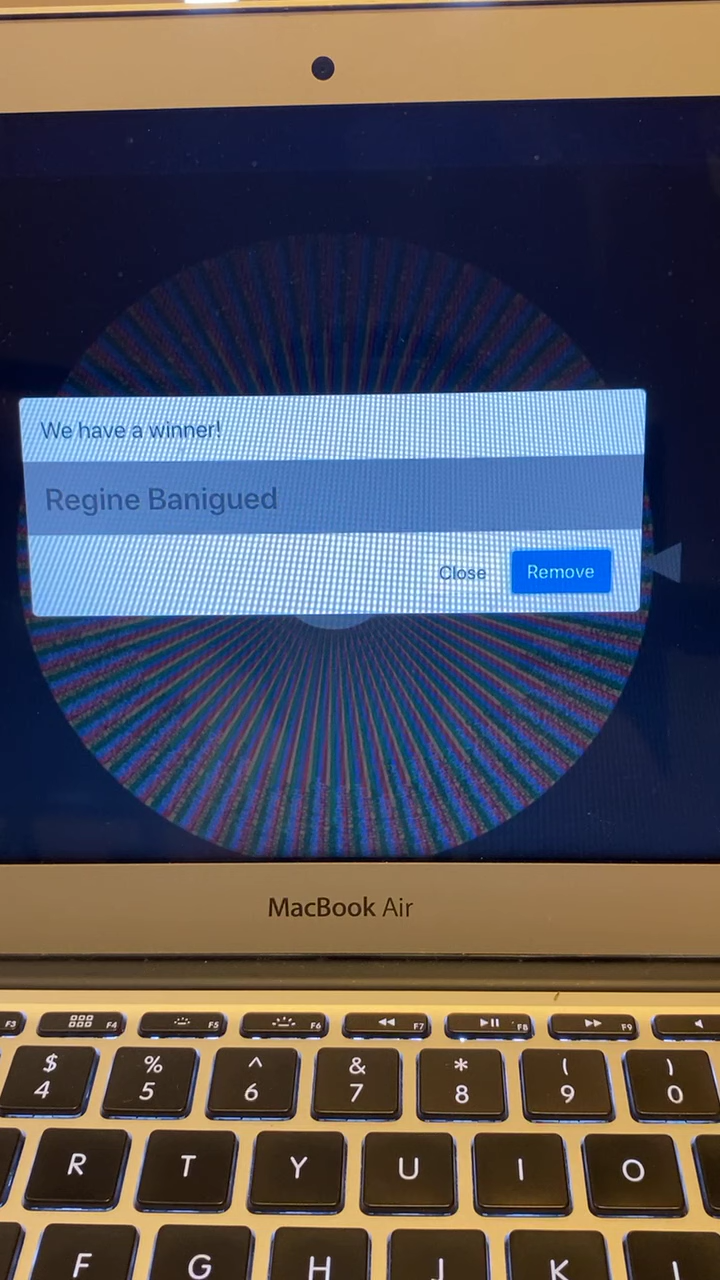 We have a winner!
Regine Banigued
Close Remove
MacBook Air
F3 F4 F5 F6 F7 F8 F9
$ % ^ & * ( )
4 5 6 7 8 9 0
R T Y U I O
F G H J K L